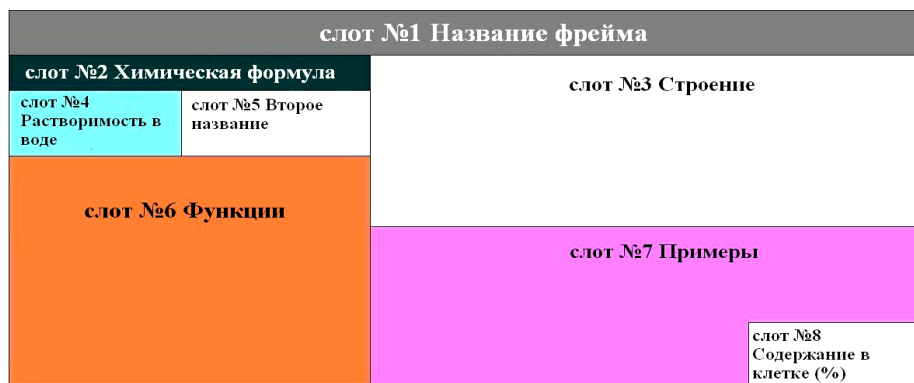 слот №1 Название фрейма
слот №2 Химическая формула
слот №3 Строение
слот №4
Растворимость в
воде
слот №5 Второе
название
слот №6 Функции
слот №7 Примеры
слот №8
Содержание в
клетке (%)